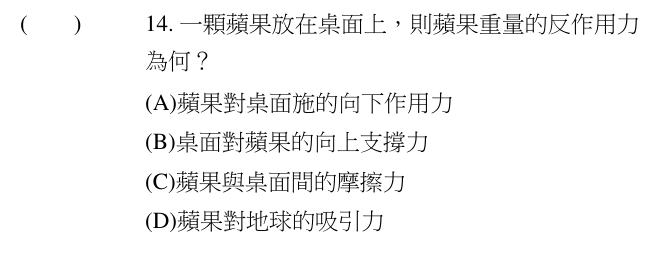 (　　) 14. 一顆蘋果放在桌面上，則蘋果重量的反作用力
為何？
(A)蘋果對桌面施的向下作用力
(B)桌面對蘋果的向上支撐力
(C)蘋果與桌面間的摩擦力
(D)蘋果對地球的吸引力